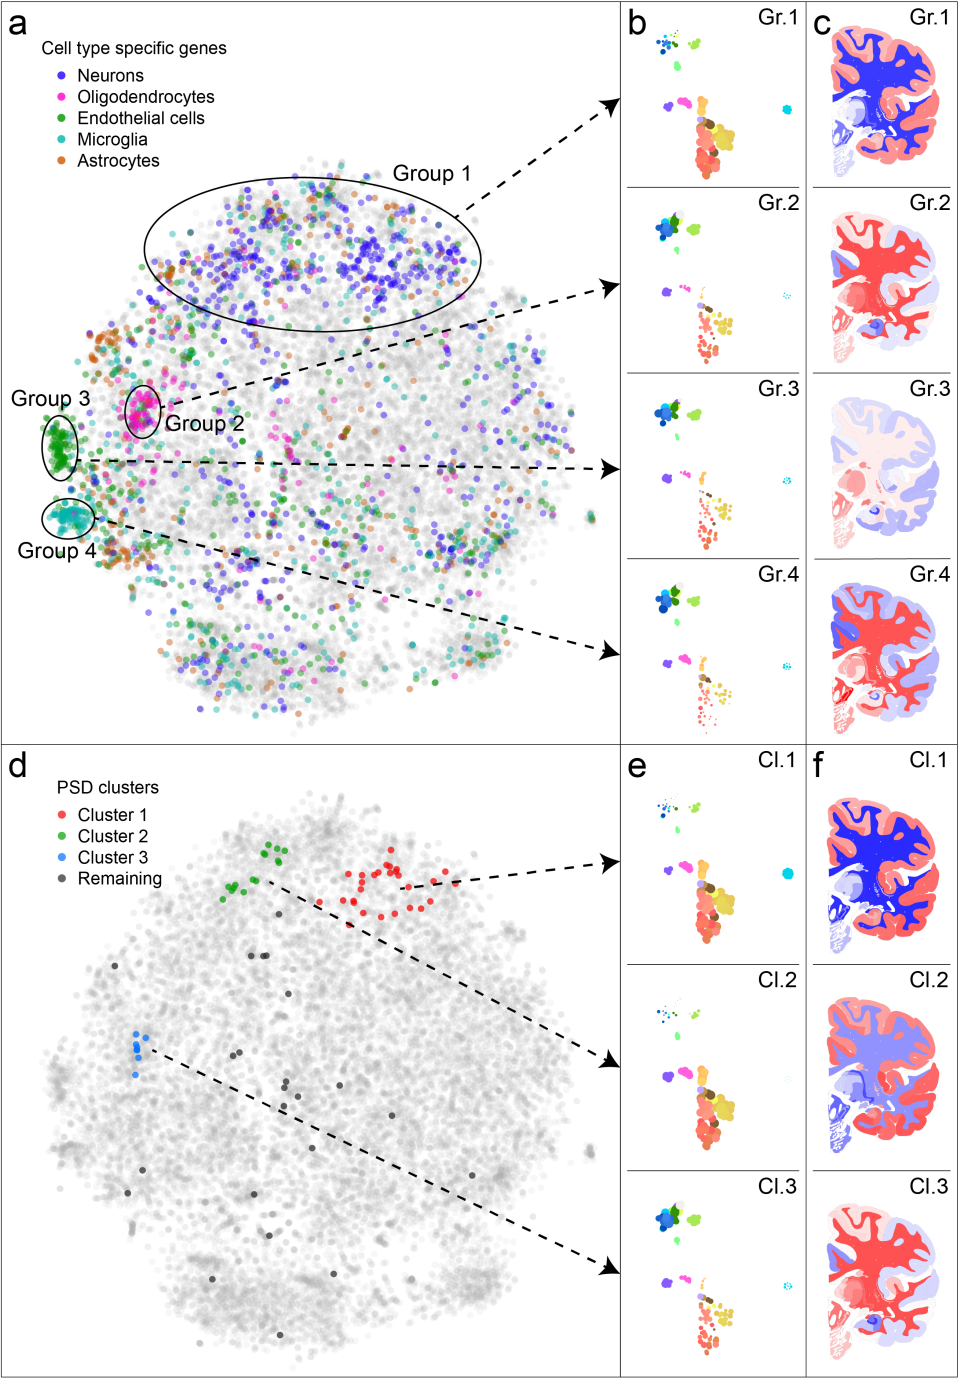 a
Cell type specific genes
Neurons
Oligodendrocytes
Endothelial cells
Microglia
Astrocytes
Group 1
Group 2
Group 3
Group 4
b
Gr.1
Gr.2
Gr.3
Gr.4
c
Gr.1
Gr.2
Gr.3
Gr.4
d
PSD clusters
Cluster 1
Cluster 2
Cluster 3
Remaining
e
Cl.1
Cl.2
Cl.3
f
Cl.1
Cl.2
Cl.3